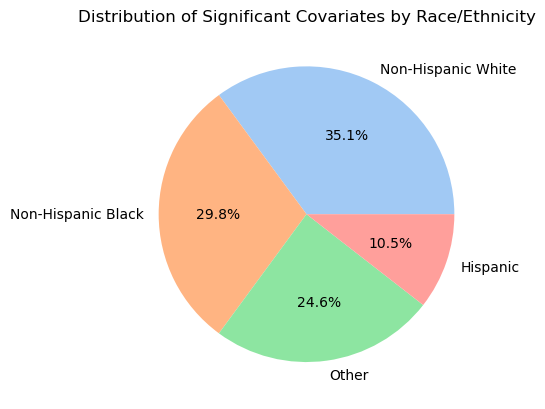 Distribution of Significant Covariates by Race/Ethnicity
Non-Hispanic White
35.1%
Non-Hispanic Black
29.8%
10.5%
Hispanic
24.6%
Other